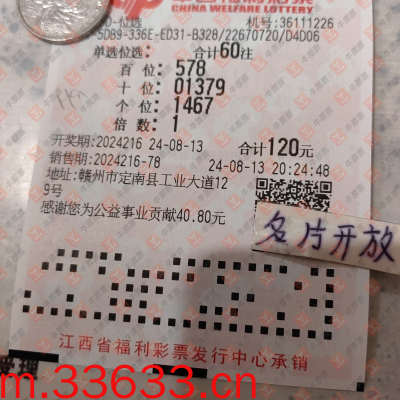 CHINA WELFARE LOTTERY
D-位选 机号:36111226
5DB9-336E-ED31-B328/22670720/D4D06
单选位选: 合计60注
百 位: 578
十 位: 01379
个 位: 1467
倍 数: 1
开奖期:2024216 24-08-13 合计120元
销售期:2024216-78 24-08-13 20:24:48
地址:赣州市定南县工业大道12
9号
感谢您为公益事业贡献40.80元
名片开放
江西省福利彩票发行中心承销
m.33633.cn